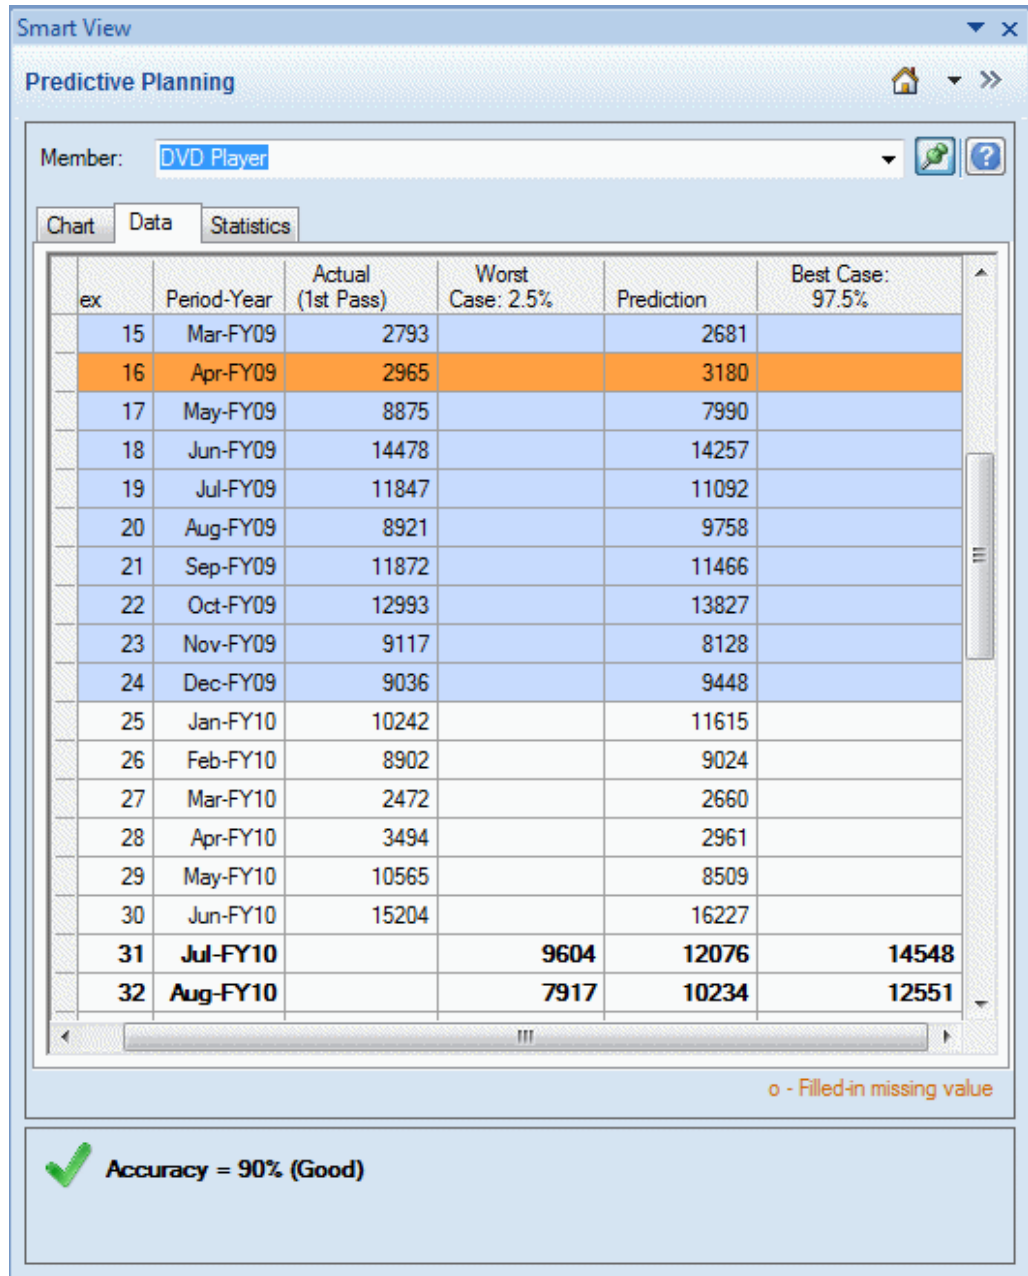 Smart View
Predictive Planning
Member: DVD Player
Chart Data Statistics
ex Period-Year Actual (1st Pass) Worst Case: 2.5% Prediction Best Case: 97.5%
15 Mar-FY09 2793 2681
16 Apr-FY09 2965 3180
17 May-FY09 8875 7990
18 Jun-FY09 14478 14257
19 Jul-FY09 11847 11092
20 Aug-FY09 8921 9758
21 Sep-FY09 11872 11466
22 Oct-FY09 12993 13827
23 Nov-FY09 9117 8128
24 Dec-FY09 9036 9448
25 Jan-FY10 10242 11615
26 Feb-FY10 8902 9024
27 Mar-FY10 2472 2660
28 Apr-FY10 3494 2961
29 May-FY10 10565 8509
30 Jun-FY10 15204 16227
31 Jul-FY10 9604 12076 14548
32 Aug-FY10 7917 10234 12551
o - Filled-in missing value
Accuracy = 90% (Good)